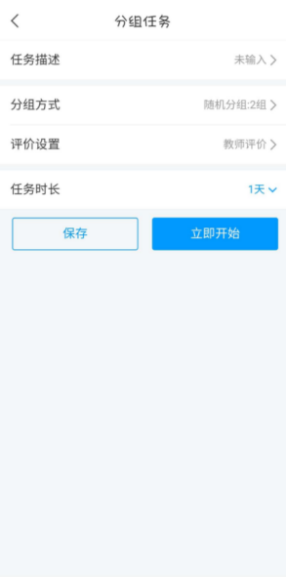 分组任务
任务描述 未输入
分组方式 随机分组:2组
评价设置 教师评价
任务时长 1天
保存 立即开始